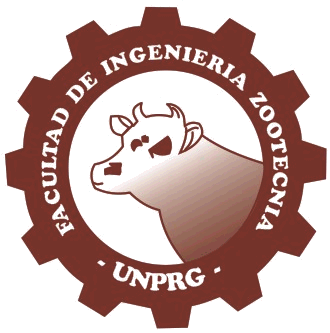 FACULTAD DE INGENIERIA ZOOTECNIA
- UNPRG -